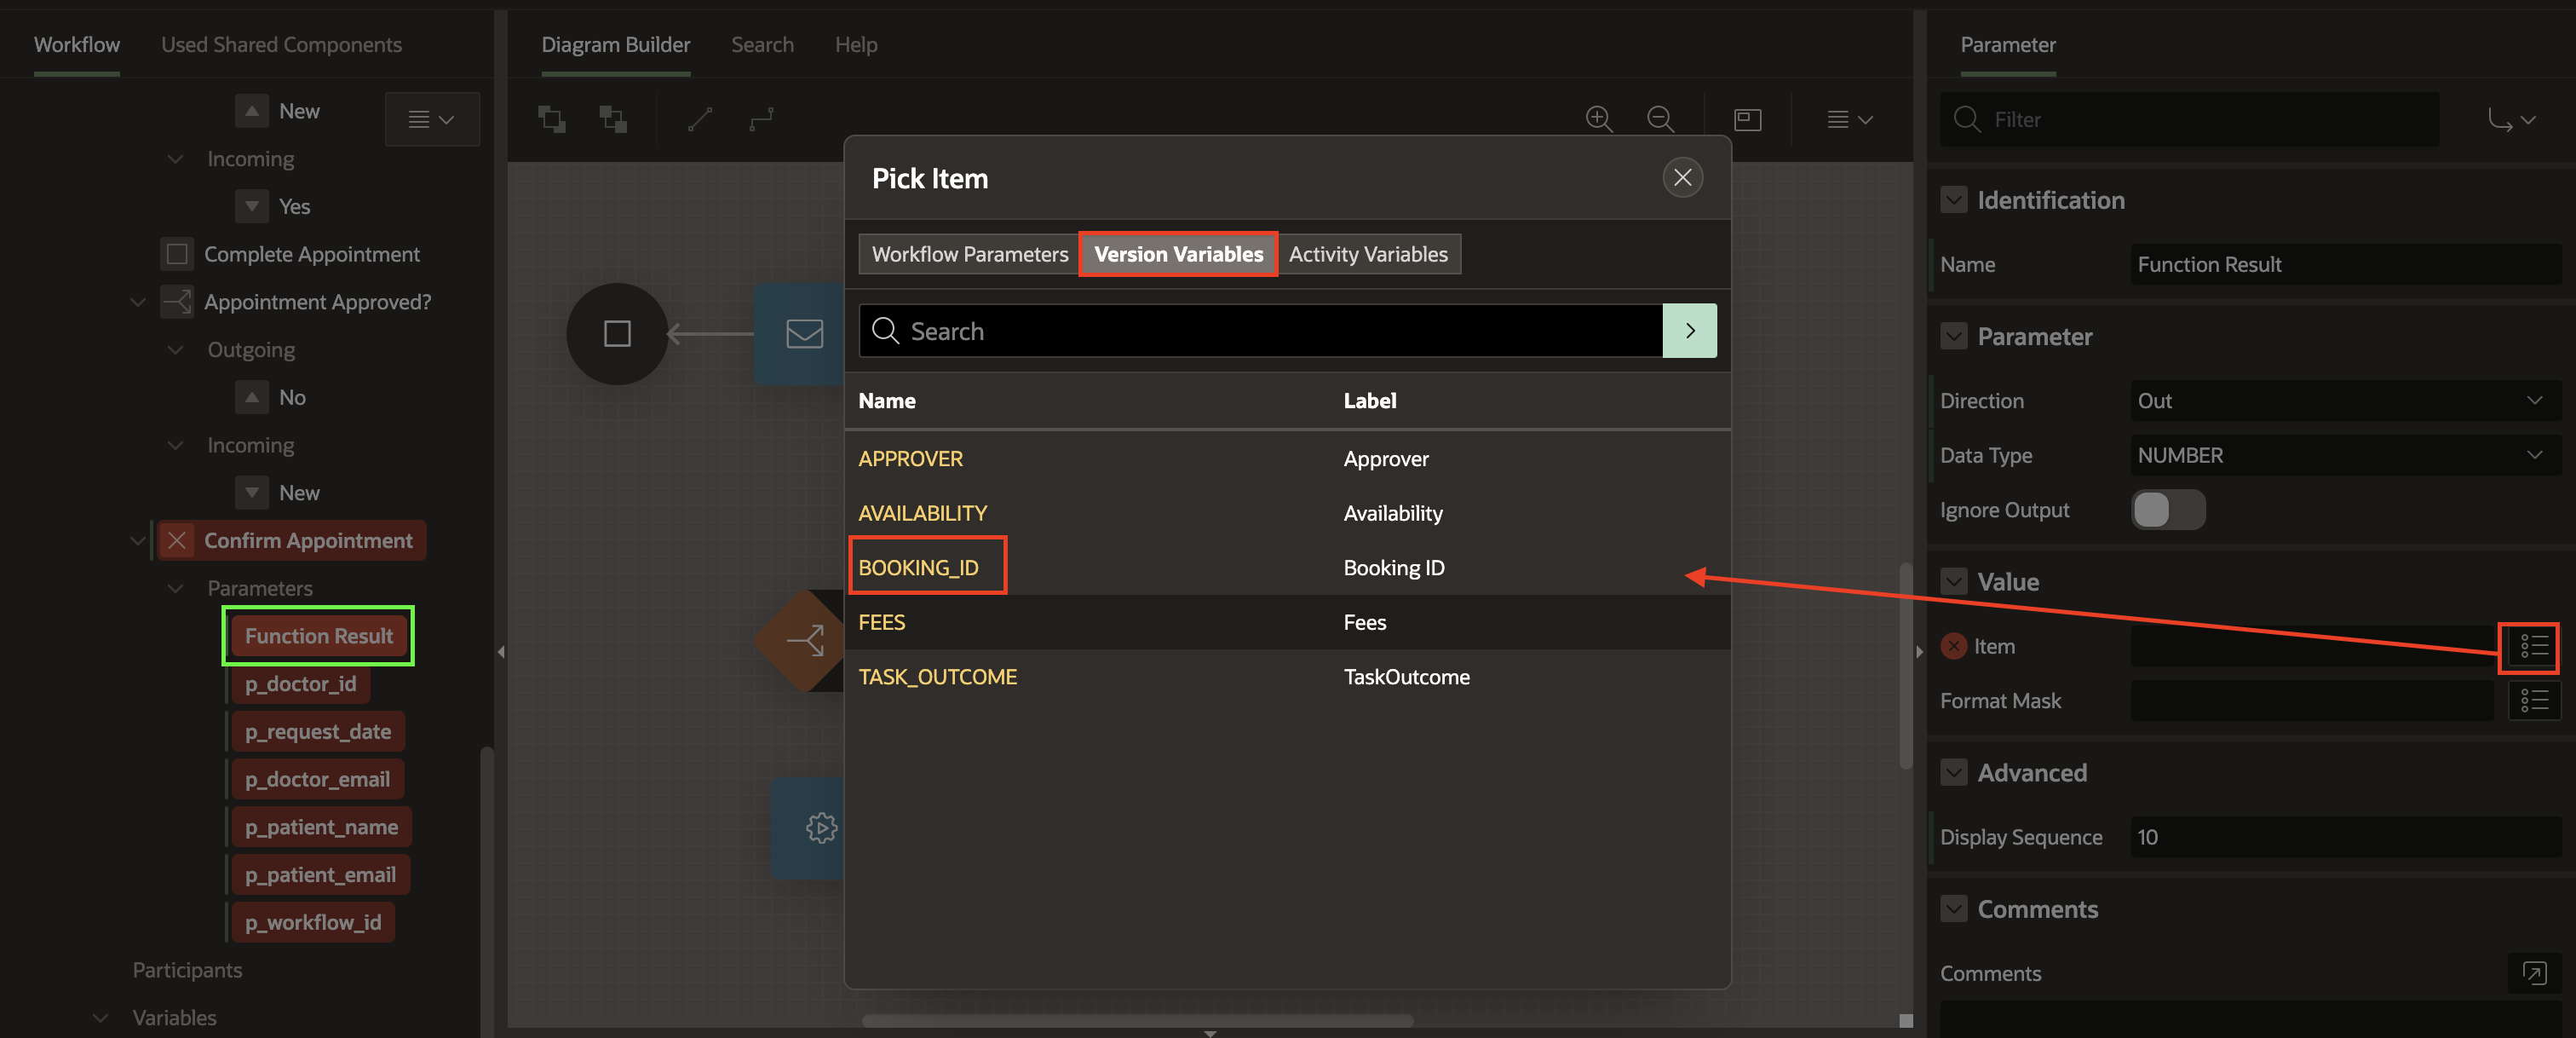 Workflow
Used Shared Components
New
Incoming
Yes
Complete Appointment
Appointment Approved?
Outgoing
No
Incoming
New
Confirm Appointment
Parameters
Function Result
p_doctor_id
p_request_date
p_doctor_email
p_patient_name
p_patient_email
p_workflow_id
Participants
Variables
Diagram Builder
Search
Help
Pick Item
Workflow Parameters
Version Variables
Activity Variables
Search
Name Label
APPROVER Approver
AVAILABILITY Availability
BOOKING_ID Booking ID
FEES Fees
TASK_OUTCOME TaskOutcome
Parameter
Filter
Identification
Name Function Result
Parameter
Direction Out
Data Type NUMBER
Ignore Output
Value
Item
Format Mask
Advanced
Display Sequence 10
Comments
Comments